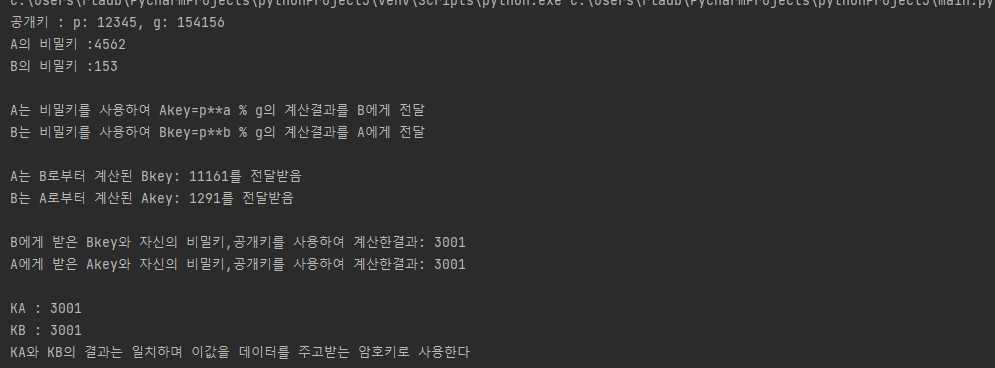 C:\Users\rtaub\PycharmProjects\pythonProject5\venv\Scripts\python.exe C:\Users\rtaub\PycharmProjects\pythonProject5\main.py
공개키 : p: 12345, g: 154156
A의 비밀키 :4562
B의 비밀키 :153
A는 비밀키를 사용하여 Akey=p**a % g의 계산결과를 B에게 전달
B는 비밀키를 사용하여 Bkey=p**b % g의 계산결과를 A에게 전달
A는 B로부터 계산된 Bkey: 11161를 전달받음
B는 A로부터 계산된 Akey: 1291를 전달받음
B에게 받은 Bkey와 자신의 비밀키,공개키를 사용하여 계산한결과: 3001
A에게 받은 Akey와 자신의 비밀키,공개키를 사용하여 계산한결과: 3001
KA : 3001
KB : 3001
KA와 KB의 결과는 일치하며 이값을 데이터를 주고받는 암호키로 사용한다